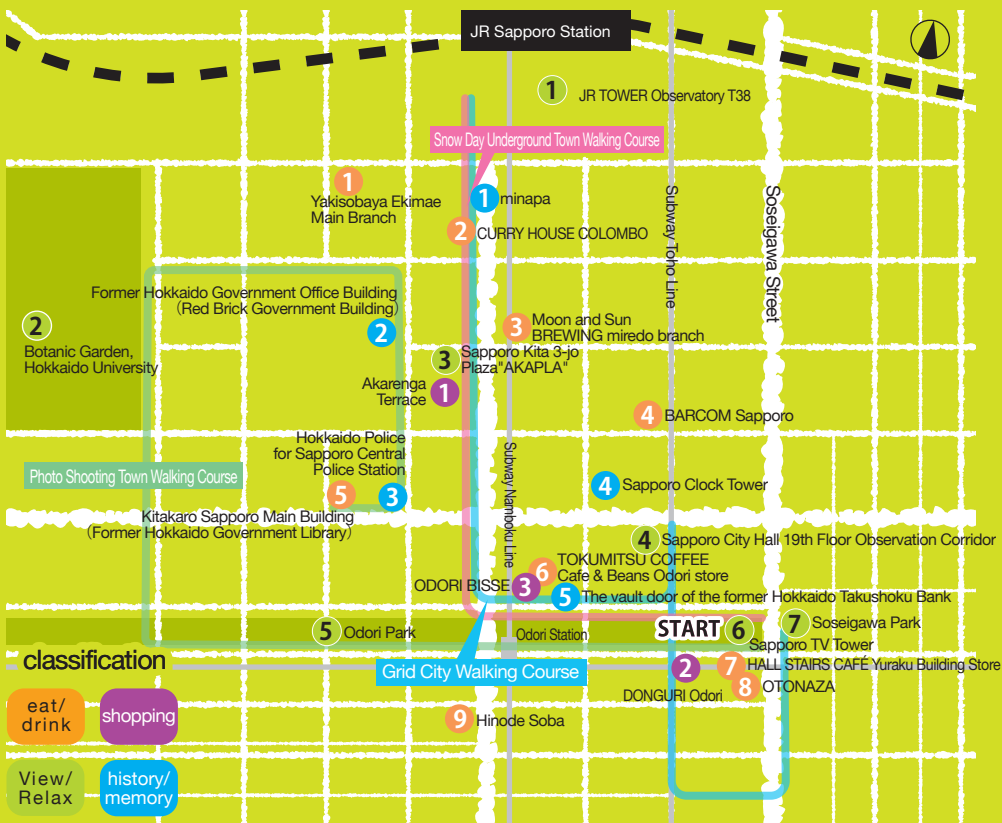 JR Sapporo Station
1
JR TOWER Observatory T38
Snow Day Underground Town Walking Course
1
Yakisobaya Ekimae
Main Branch
1
minapa
2
CURRY HOUSE COLOMBO
Subway Toho Line
Soseigawa Street
Former Hokkaido Government Office Building
(Red Brick Government Building)
2
2
Botanic Garden,
Hokkaido University
3
Moon and Sun
BREWING miredo branch
3
Sapporo Kita 3-jo
Plaza"AKAPLA"
Akarenga
Terrace
1
4
BARCOM Sapporo
Hokkaido Police
for Sapporo Central
Police Station
Subway Namboku Line
Photo Shooting Town Walking Course
5
3
4
Sapporo Clock Tower
Kitakaro Sapporo Main Building
(Former Hokkaido Government Library)
4
Sapporo City Hall 19th Floor Observation Corridor
6
TOKUMITSU COFFEE
Cafe & Beans Odori store
ODORI BISSE
3
5
The vault door of the former Hokkaido Takushoku Bank
5
Odori Park
Odori Station
START
6
Sapporo TV Tower
7
Soseigawa Park
classification
Grid City Walking Course
2
DONGURI Odori
7
HALL STAIRS CAFÉ Yuraku Building Store
8
OTONAZA
9
Hinode Soba
eat/
drink
shopping
View/
Relax
history/
memory